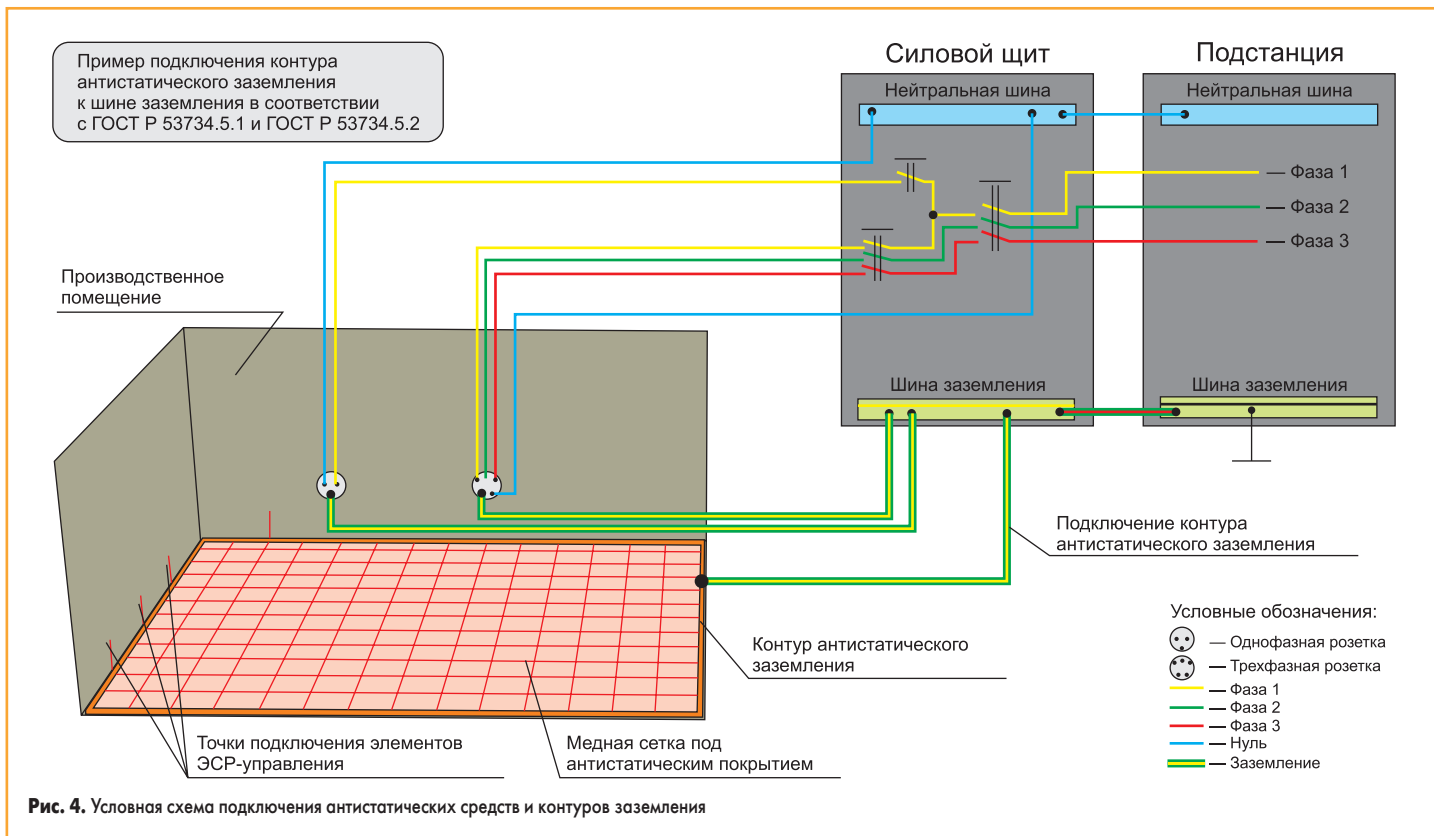 Пример подключения контура
антистатического заземления
к шине заземления в соответствии
с ГОСТ Р 53734.5.1 и ГОСТ Р 53734.5.2
Силовой щит
Подстанция
Нейтральная шина
Нейтральная шина
— Фаза 1
— Фаза 2
— Фаза 3
Производственное
помещение
Шина заземления
Шина заземления
Подключение контура
антистатического заземления
Контур антистатического
заземления
Точки подключения элементов
ЭСР-управления
Медная сетка под
антистатическим покрытием
Условные обозначения:
— Однофазная розетка
— Трехфазная розетка
— Фаза 1
— Фаза 2
— Фаза 3
— Нуль
— Заземление
Рис. 4. Условная схема подключения антистатических средств и контуров заземления